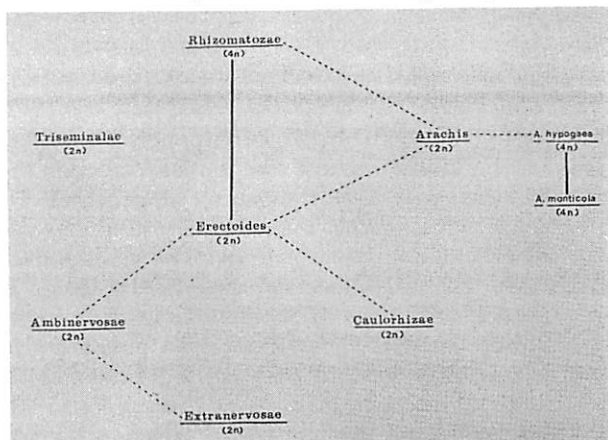 Rhizomatozae
(4n)
Triseminalae
(2n)
Arachis
(2n)
A. hypogaea
(4n)
A. monticola
(4n)
Erectoides
(2n)
Ambinervosae
(2n)
Caulorhizae
(2n)
Extranervosae
(2n)